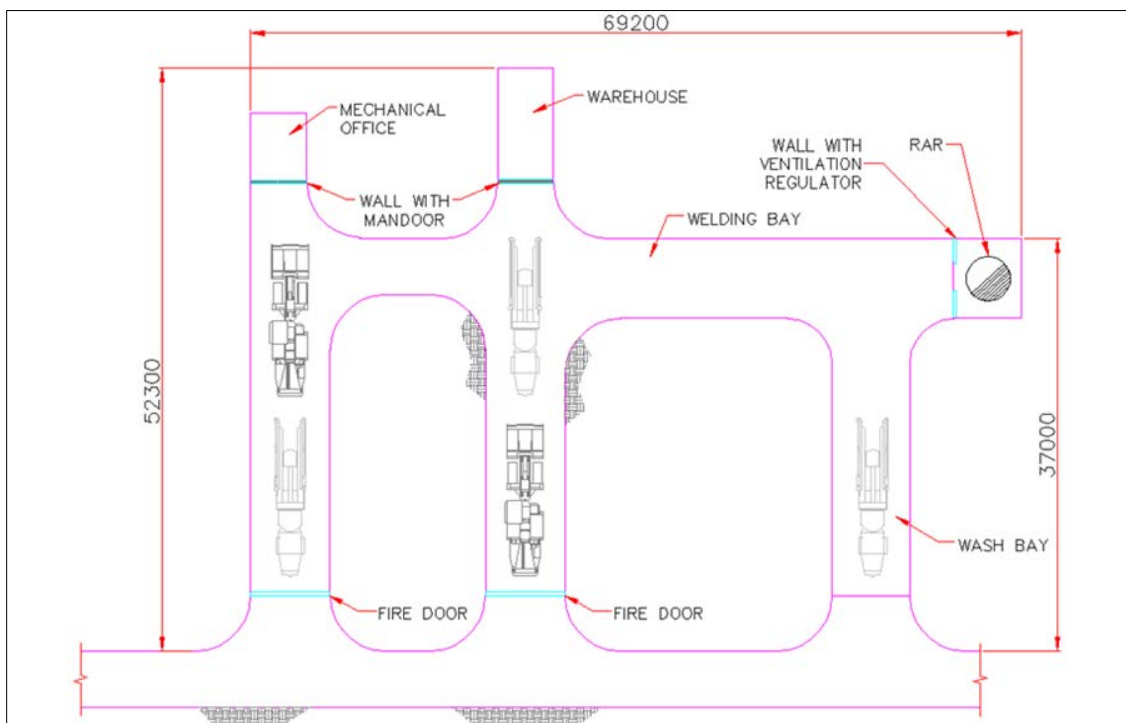 69200
MECHANICAL
OFFICE
WAREHOUSE
WALL WITH
VENTILATION
REGULATOR
RAR
WALL WITH
MANDOOR
WELDING BAY
52300
37000
WASH BAY
FIRE DOOR
FIRE DOOR